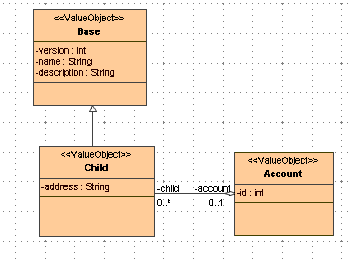 <<ValueObject>>
Base
-version : int
-name : String
-description : String
<<ValueObject>>
Child
-address : String
-child
-account
0..*
0..1
<<ValueObject>>
Account
-id : int